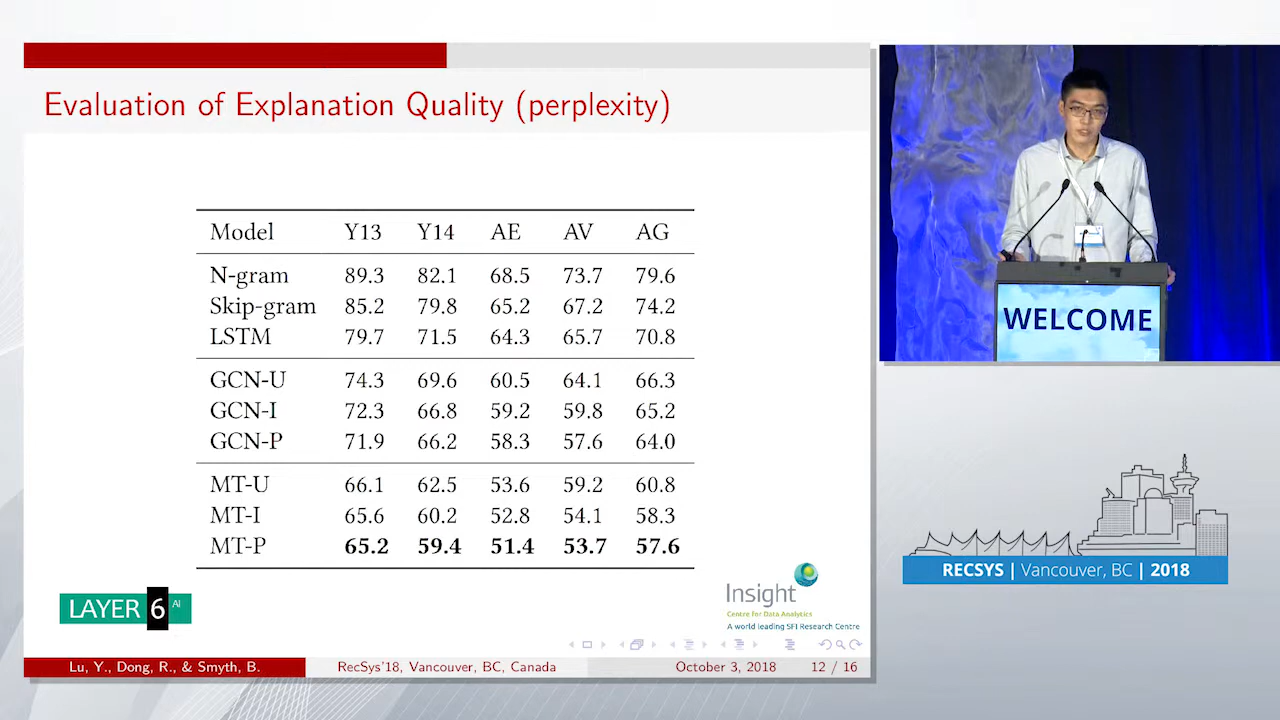 Evaluation of Explanation Quality (perplexity)
Model Y13 Y14 AE AV AG
N-gram 89.3 82.1 68.5 73.7 79.6
Skip-gram 85.2 79.8 65.2 67.2 74.2
LSTM 79.7 71.5 64.3 65.7 70.8
GCN-U 74.3 69.6 60.5 64.1 66.3
GCN-I 72.3 66.8 59.2 59.8 65.2
GCN-P 71.9 66.2 58.3 57.6 64.0
MT-U 66.1 62.5 53.6 59.2 60.8
MT-I 65.6 60.2 52.8 54.1 58.3
MT-P 65.2 59.4 51.4 53.7 57.6
LAYER 6 AI
Insight
Centre for Data Analytics
A world leading SFI Research Centre
Lu, Y., Dong, R., & Smyth, B. RecSys'18, Vancouver, BC, Canada October 3, 2018 12 / 16
WELCOME
RECSYS | Vancouver, BC | 2018